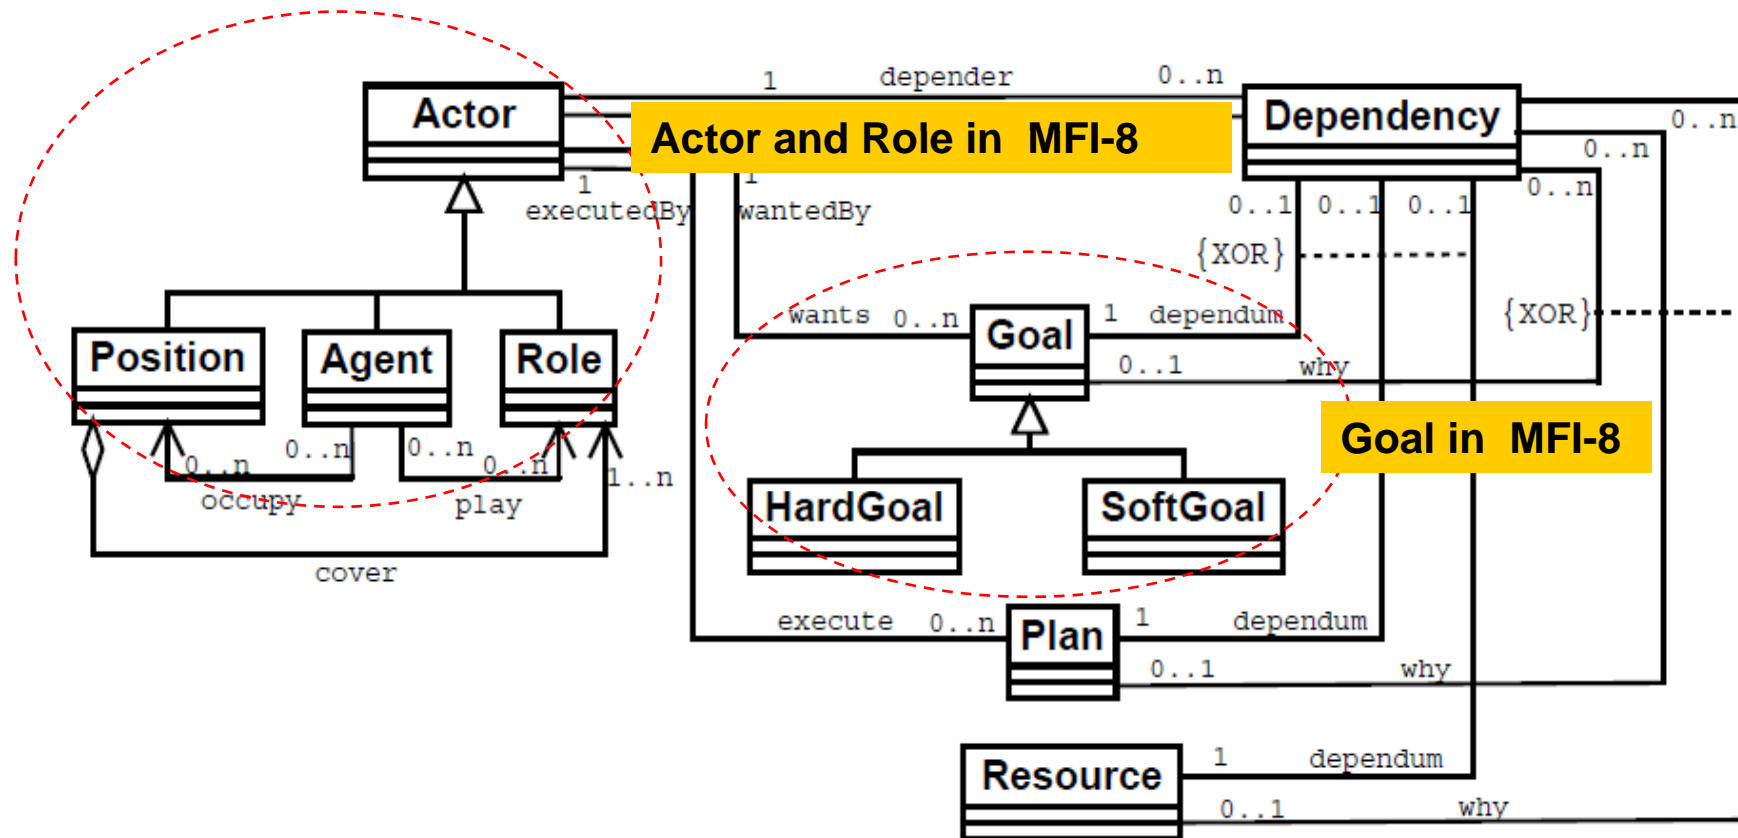 depender
1
0..n
Actor
Actor and Role in MFI-8
Dependency
0..n
0..n
0..n
1
executedBy
1
wantedBy
0..1
0..1
0..1
{XOR}
{XOR}
wants
0..n
Goal
1
dependum
0..1
why
Position
Agent
Role
Goal in MFI-8
0..n
0..n
0..n
0..n
1..n
occupy
play
HardGoal
SoftGoal
cover
execute
0..n
Plan
1
dependum
0..1
why
Resource
1
dependum
0..1
why